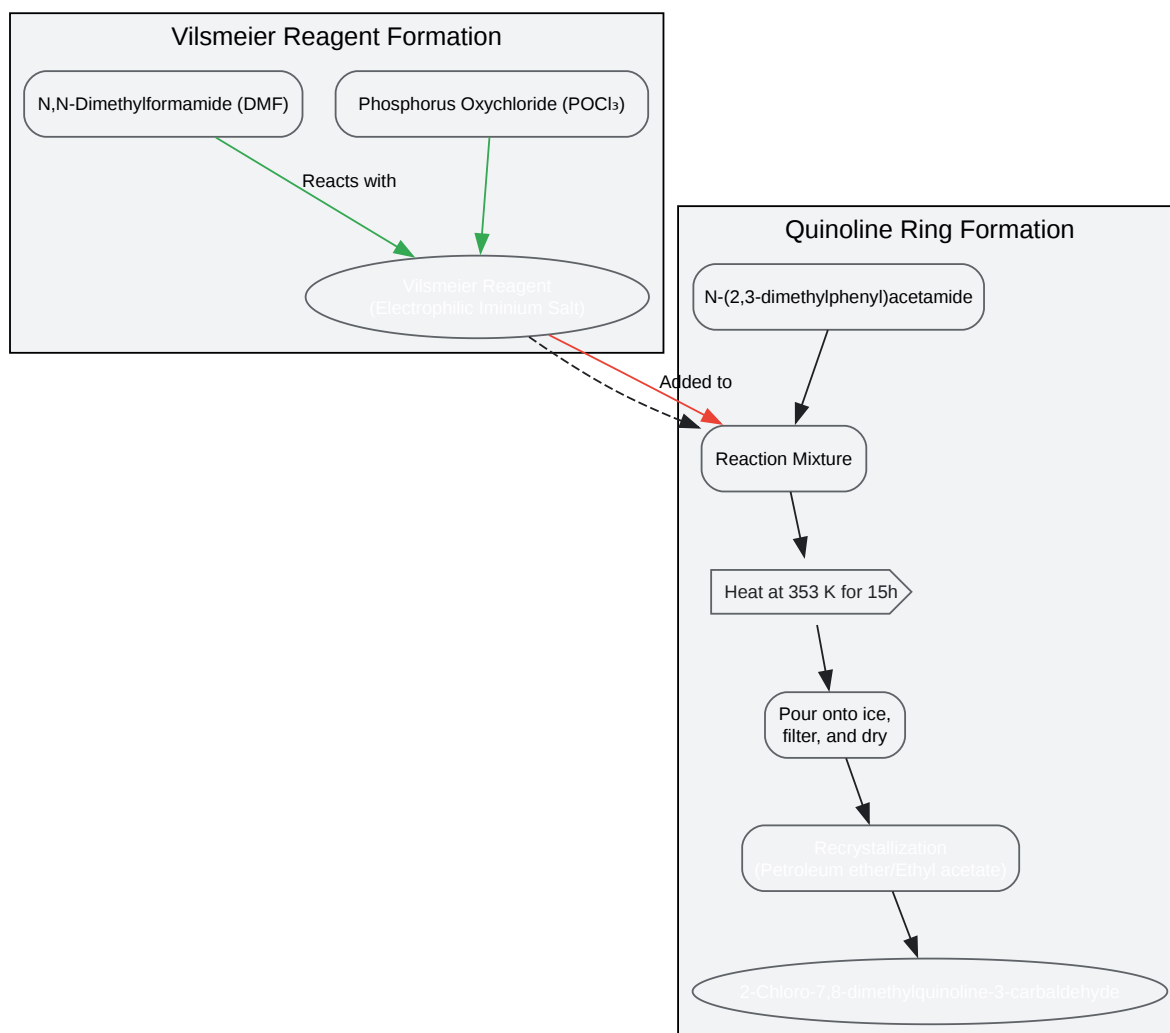 Vilsmeier Reagent Formation
N,N-Dimethylformamide (DMF)
Phosphorus Oxychloride (POCl₃)
Reacts with
Vilsmeier Reagent
(Electrophilic Iminium Salt)
Quinoline Ring Formation
N-(2,3-dimethylphenyl)acetamide
Added to
Reaction Mixture
Heat at 353 K for 15h
Pour onto ice,
filter, and dry
Recrystallization
(Petroleum ether/Ethyl acetate)
2-Chloro-7,8-dimethylquinoline-3-carbaldehyde